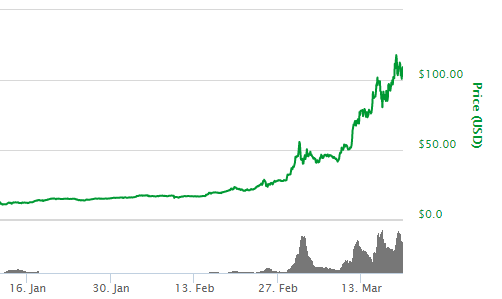 $100.00
$50.00
$0.0
Price (USD)
16. Jan
30. Jan
13. Feb
27. Feb
13. Mar